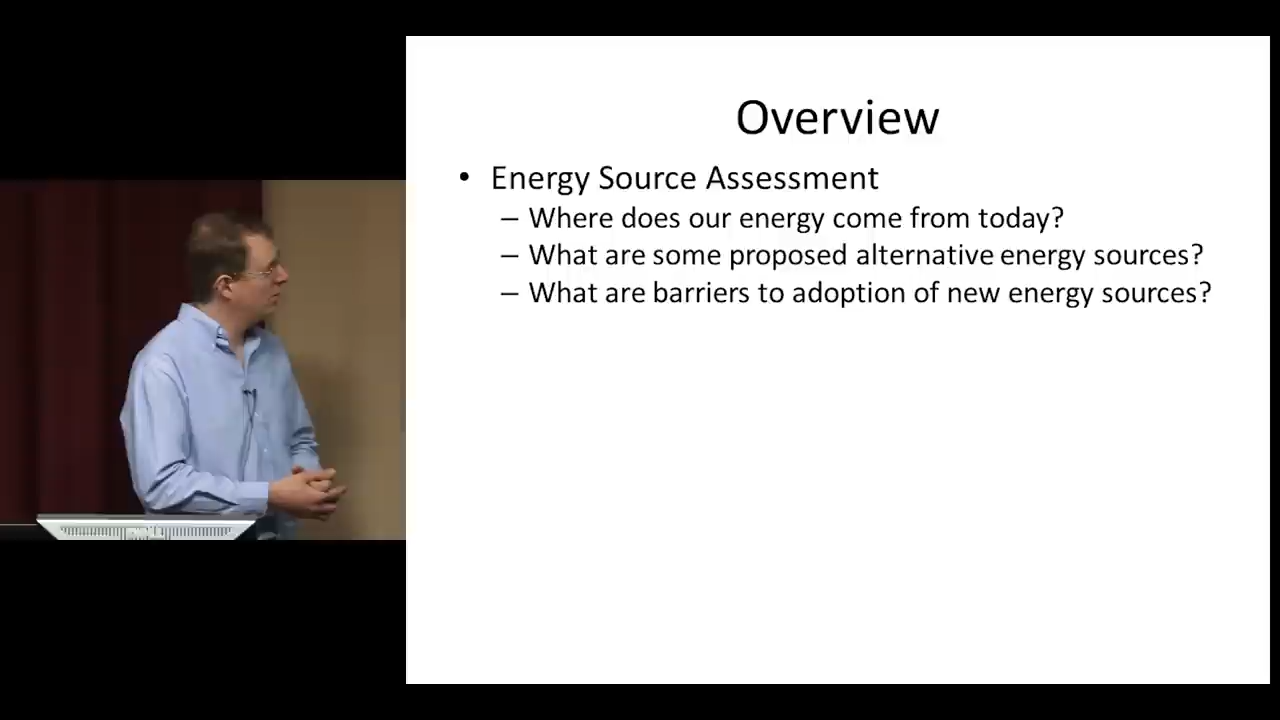 Overview
• Energy Source Assessment
– Where does our energy come from today?
– What are some proposed alternative energy sources?
– What are barriers to adoption of new energy sources?